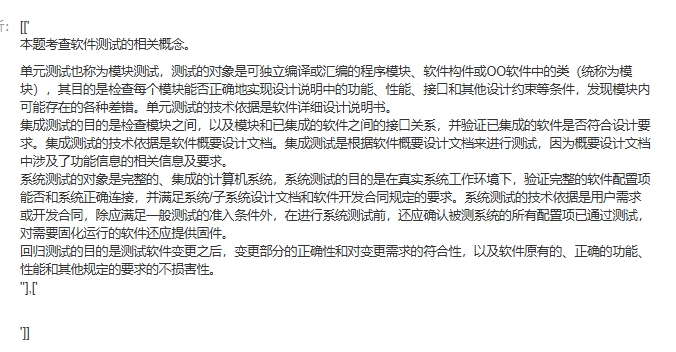 析： [['
本题考查软件测试的相关概念。
单元测试也称为模块测试，测试的对象是可独立编译或汇编的程序模块、软件构件或OO软件中的类（统称为模
块），其目的是检查每个模块能否正确地实现设计说明中的功能、性能、接口和其他设计约束等条件，发现模块内
可能存在的各种差错。单元测试的技术依据是软件详细设计说明书。
集成测试的目的是检查模块之间，以及模块和已集成的软件之间的接口关系，并验证已集成的软件是否符合设计要
求。集成测试的技术依据是软件概要设计文档。集成测试是根据软件概要设计文档来进行测试，因为概要设计文档
中涉及了功能信息的相关信息及要求。
系统测试的对象是完整的、集成的计算机系统，系统测试的目的是在真实系统工作环境下，验证完整的软件配置项
能否和系统正确连接，并满足系统/子系统设计文档和软件开发合同规定的要求。系统测试的技术依据是用户需求
或开发合同，除应满足一般测试的准入条件外，在进行系统测试前，还应确认被测系统的所有配置项已通过测试，
对需要固化运行的软件还应提供固件。
回归测试的目的是测试软件变更之后，变更部分的正确性和对变更需求的符合性，以及软件原有的、正确的功能、
性能和其他规定的要求的不损害性。
''],['
']]